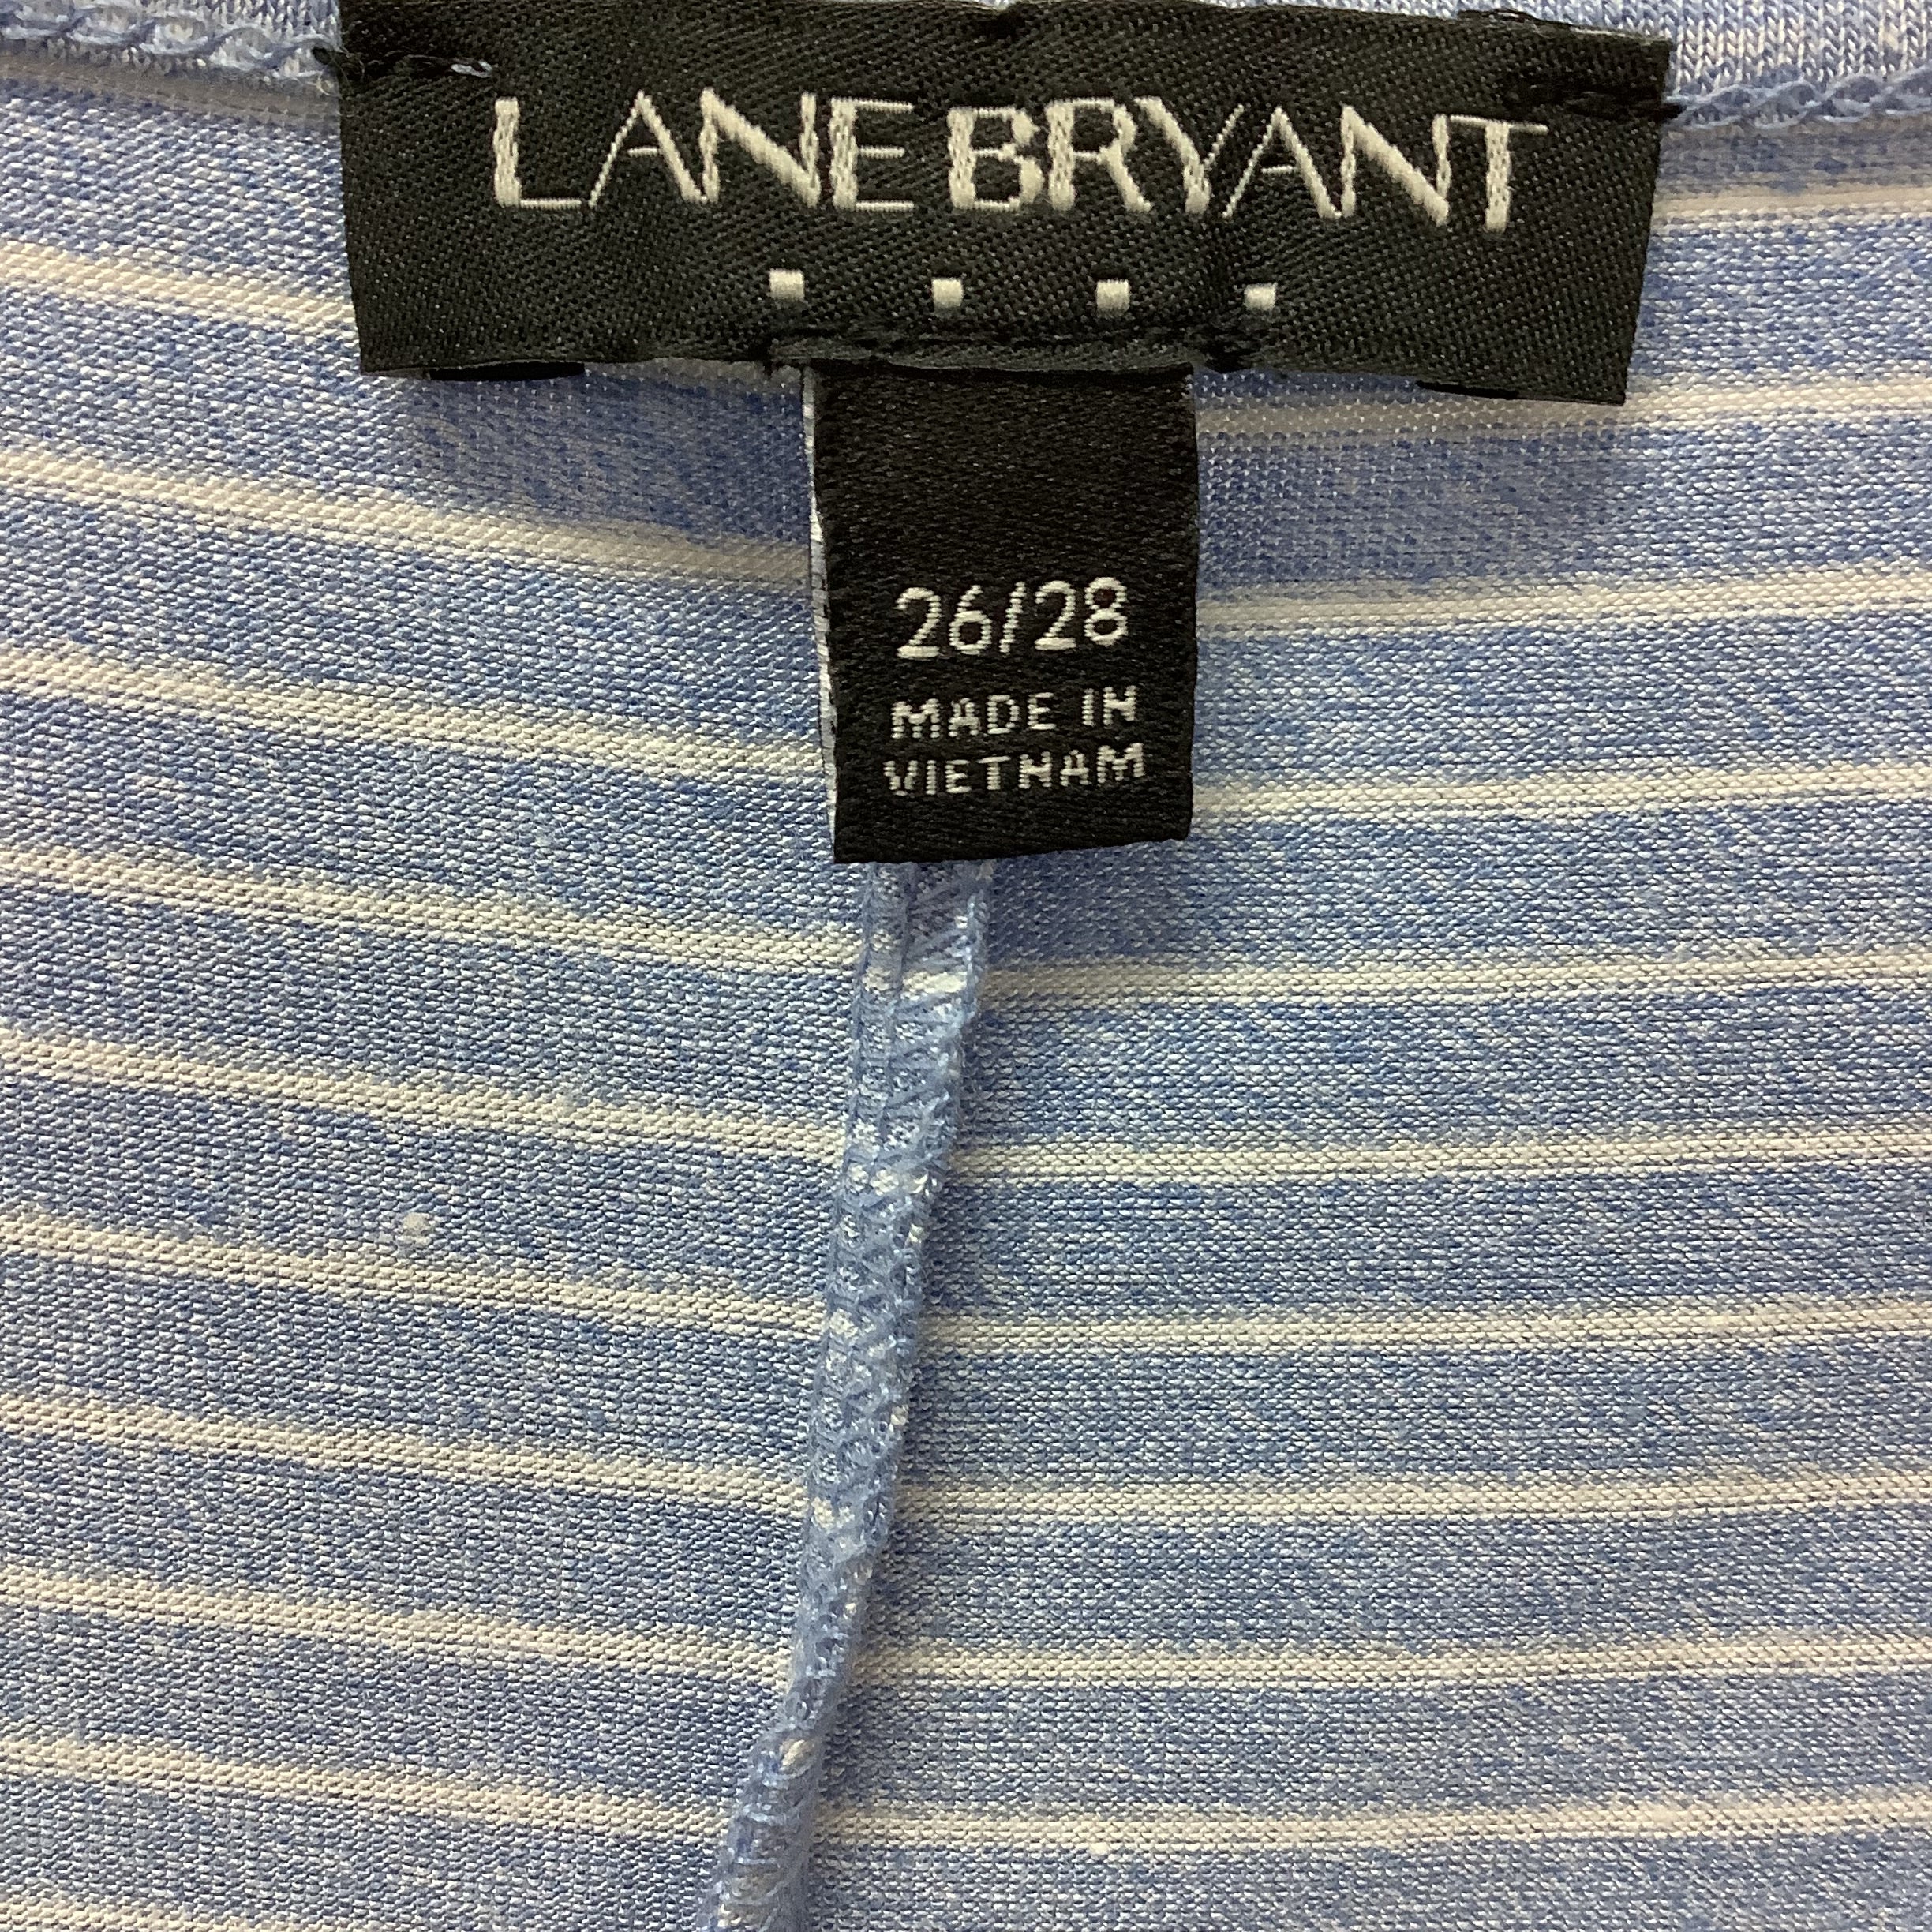 LANE BRYANT
26/28
MADE IN
VIETNAM